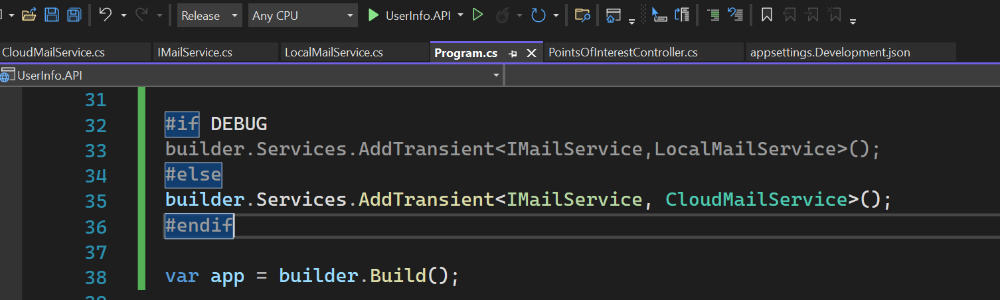 Release Any CPU UserInfo.API
CloudMailService.cs IMailService.cs LocalMailService.cs Program.cs PointsOfInterestController.cs appsettings.Development.json
UserInfo.API
31
32 #if DEBUG
33 builder.Services.AddTransient<IMailService,LocalMailService>();
34 #else
35 builder.Services.AddTransient<IMailService, CloudMailService>();
36 #endif
37
38 var app = builder.Build();